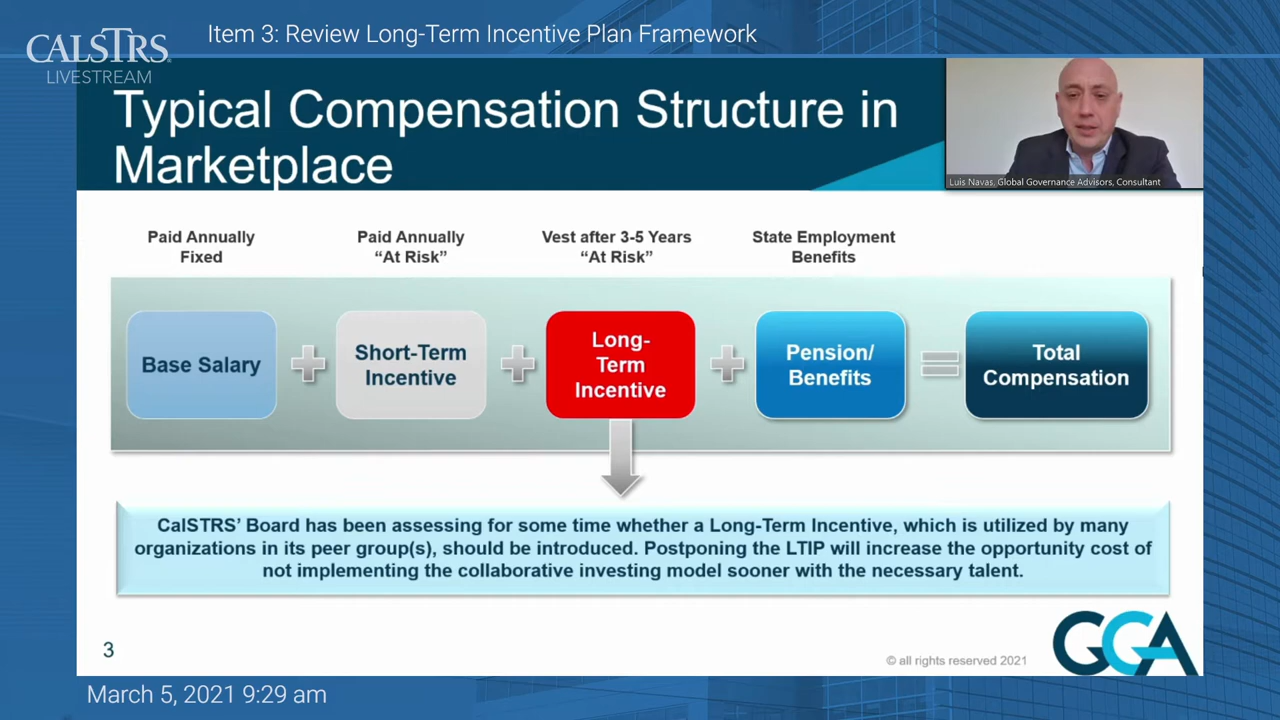 Item 3: Review Long-Term Incentive Plan Framework
CALSTRS®
LIVESTREAM
Typical Compensation Structure in
Marketplace
Luis Navas, Global Governance Advisors, Consultant
Paid Annually
Fixed
Paid Annually
“At Risk”
Vest after 3-5 Years
“At Risk”
State Employment
Benefits
Base Salary
Short-Term
Incentive
Long-
Term
Incentive
Pension/
Benefits
Total
Compensation
CalSTRS’ Board has been assessing for some time whether a Long-Term Incentive, which is utilized by many
organizations in its peer group(s), should be introduced. Postponing the LTIP will increase the opportunity cost of
not implementing the collaborative investing model sooner with the necessary talent.
3
© all rights reserved 2021
GGA
March 5, 2021 9:29 am